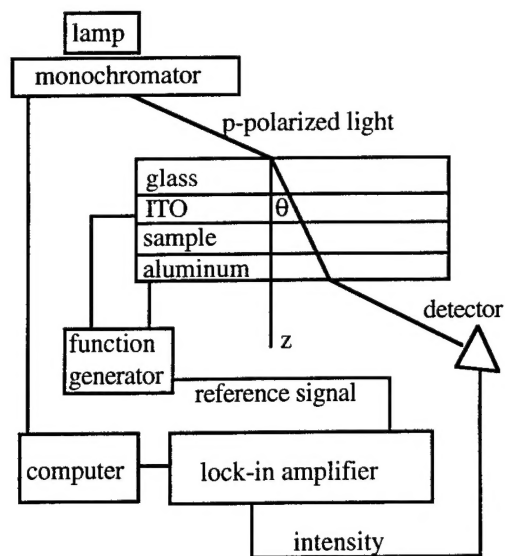 lamp
monochromator
p-polarized light
glass
ITO
θ
sample
aluminum
detector
z
function
generator
reference signal
computer
lock-in amplifier
intensity